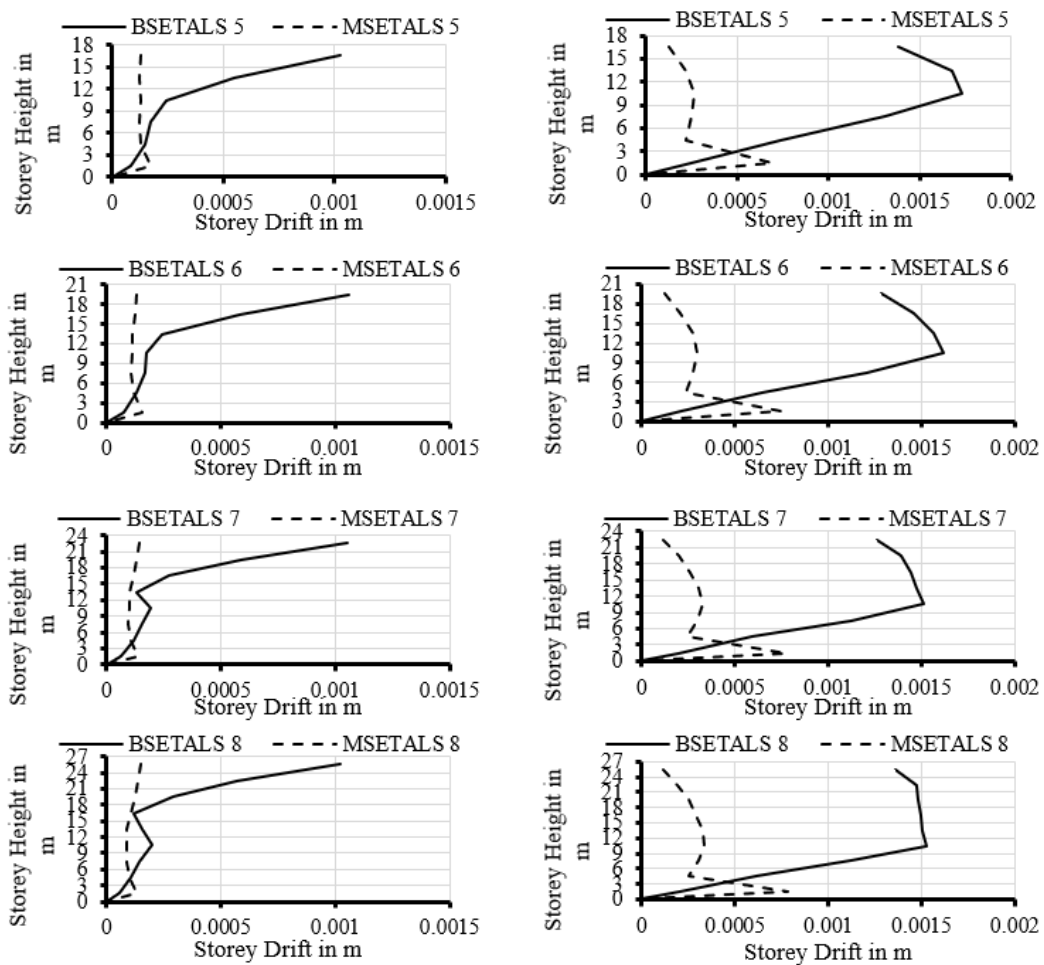 BSETALS 5 MSETALS 5
Storey Height in m
18
15
12
9
6
3
0
0 0.0005 0.001 0.0015
Storey Drift in m
BSETALS 5 MSETALS 5
Storey Height in m
18
15
12
9
6
3
0
0 0.0005 0.001 0.0015 0.002
Storey Drift in m
BSETALS 6 MSETALS 6
Storey Height in m
21
18
15
12
9
6
3
0
0 0.0005 0.001 0.0015
Storey Drift in m
BSETALS 6 MSETALS 6
Storey Height in m
21
18
15
12
9
6
3
0
0 0.0005 0.001 0.0015 0.002
Storey Drift in m
BSETALS 7 MSETALS 7
Storey Height in m
24
21
18
15
12
9
6
3
0
0 0.0005 0.001 0.0015
Storey Drift in m
BSETALS 7 MSETALS 7
Storey Height in m
24
21
18
15
12
9
6
3
0
0 0.0005 0.001 0.0015 0.002
Storey Drift in m
BSETALS 8 MSETALS 8
Storey Height in m
27
24
21
18
15
12
9
6
3
0
0 0.0005 0.001 0.0015
Storey Drift in m
BSETALS 8 MSETALS 8
Storey Height in m
27
24
21
18
15
12
9
6
3
0
0 0.0005 0.001 0.0015 0.002
Storey Drift in m